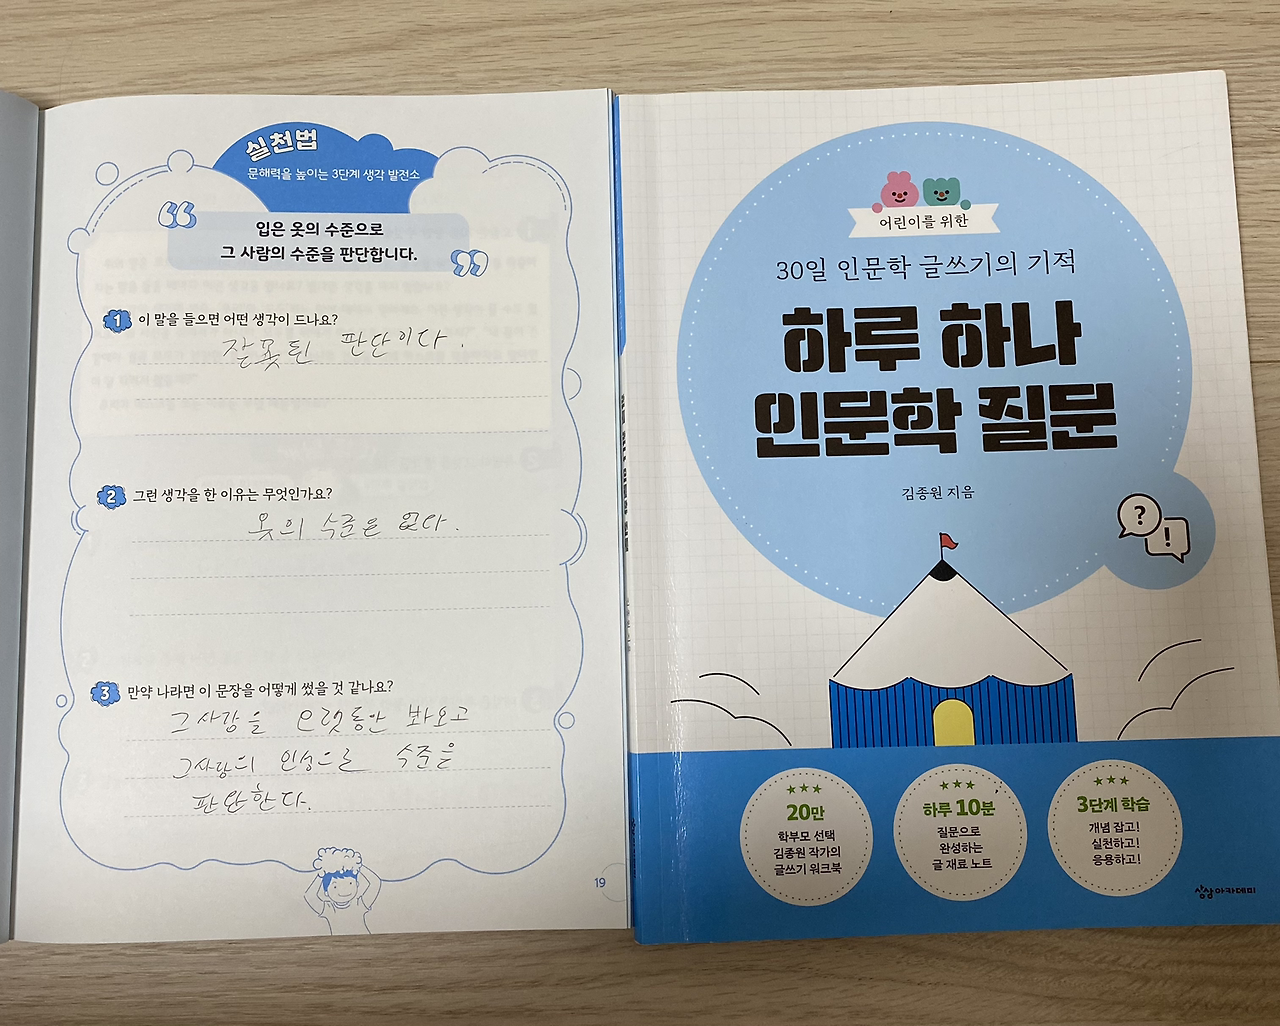 실천법
문해력을 높이는 3단계 생각 발전소
입은 옷의 수준으로
그 사람의 수준을 판단합니다.
1 이 말을 들으면 어떤 생각이 드나요?
잘못된 판단이다.
2 그런 생각을 한 이유는 무엇인가요?
옷의 수준은 없다.
3 만약 나라면 이 문장을 어떻게 썼을 것 같나요?
그사람을 오랫동안 봐오고
그사람의 인성으로 수준을
한다.
19
어린이를 위한
30일 인문학 글쓰기의 기적
하루 하나
인문학 질문
김종원 지음
?
!
★★★
20만
학부모 선택
김종원 작가의
글쓰기 워크북
★★★
하루 10분
질문으로
완성하는
글 재료 노트
★★★
3단계 학습
개념 잡고!
실천하고!
응용하고!
상상아카데미